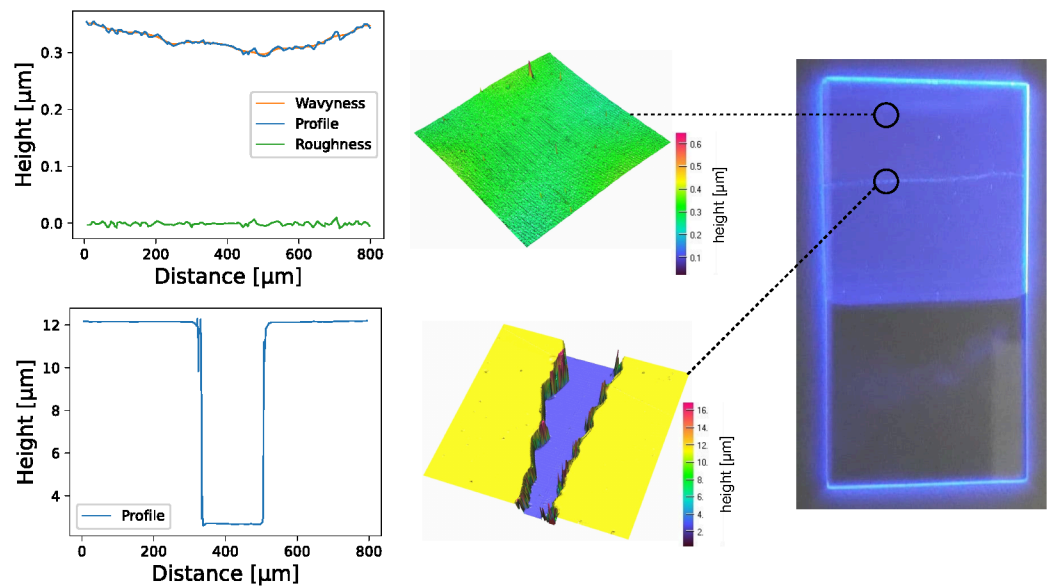 0.3
0.2
0.1
0.0
Height [µm]
Wavyness
Profile
Roughness
0 200 400 600 800
Distance [µm]
0.6
0.5
0.4
0.3
0.2
0.1
height [µm]
12
10
8
6
4
Height [µm]
Profile
0 200 400 600 800
Distance [µm]
16.
14.
12.
10.
8.
6.
4.
2.
height [µm]